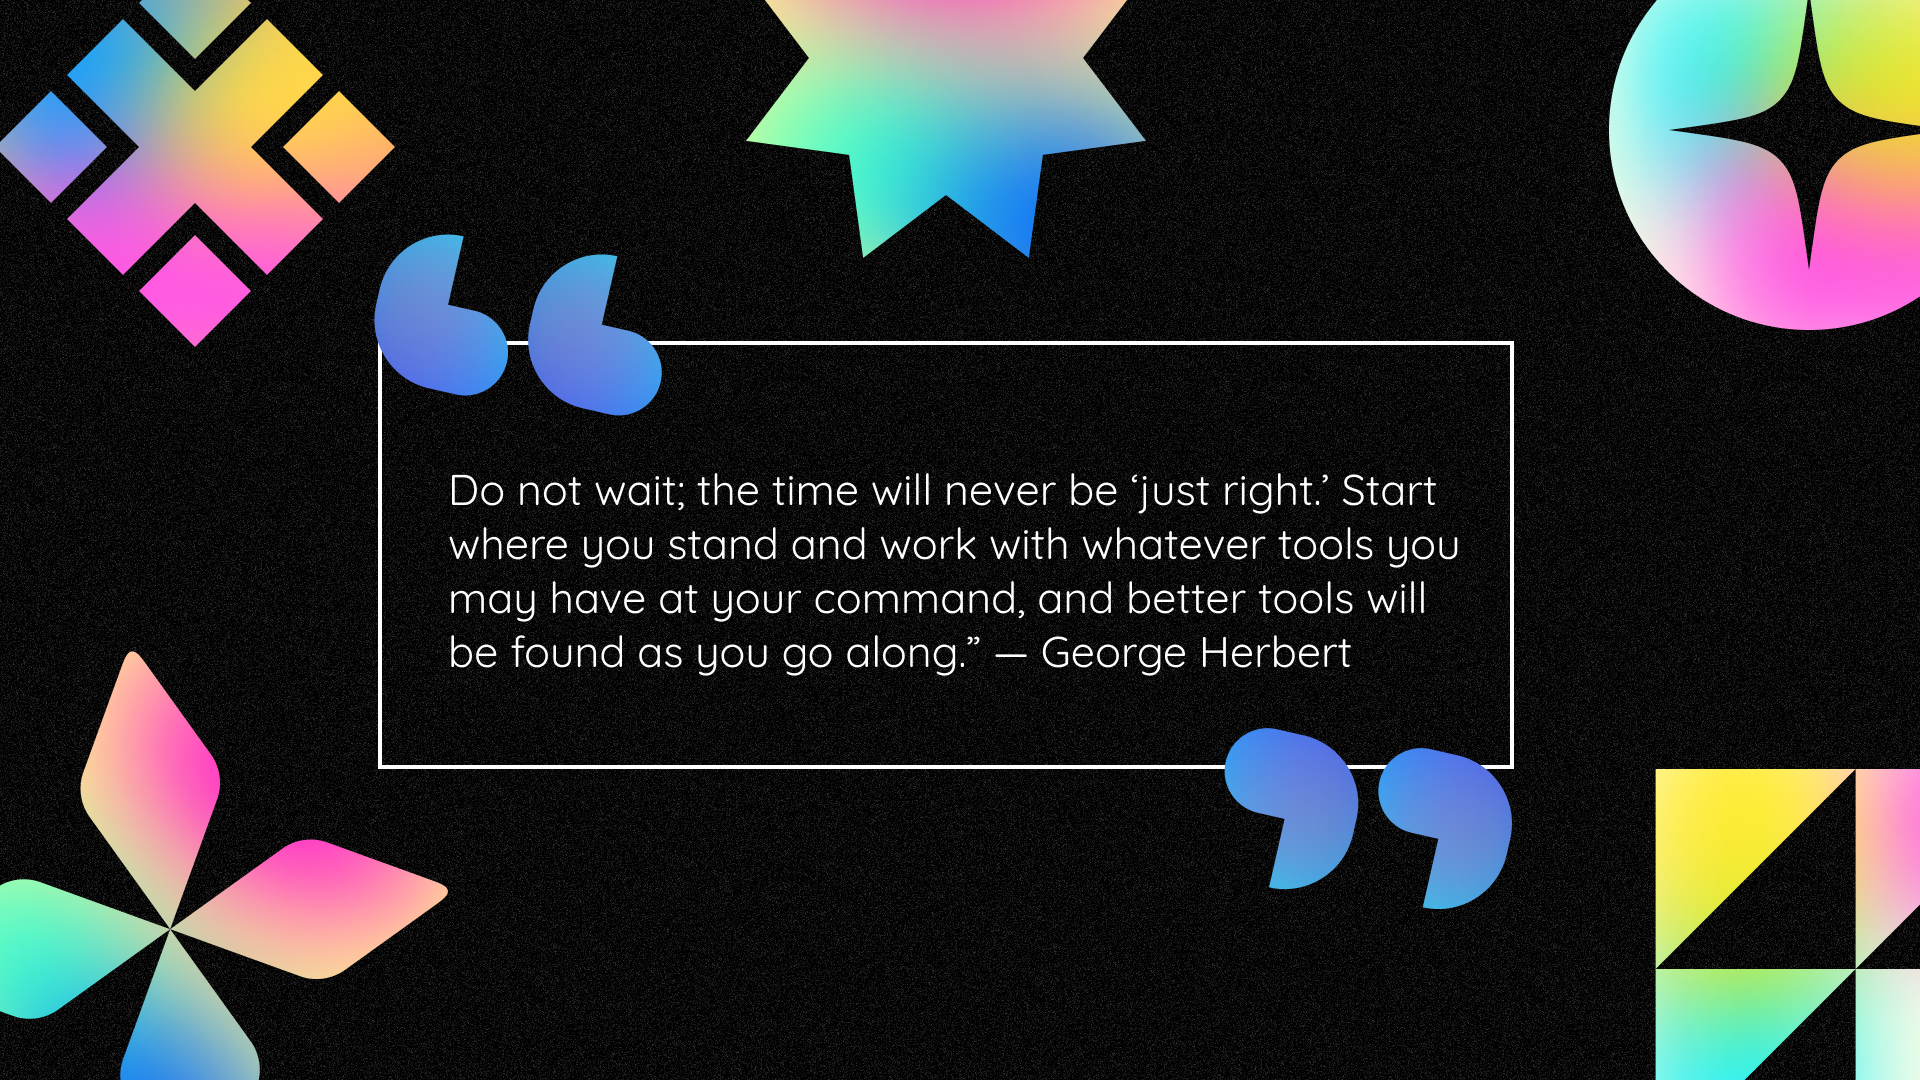 Do not wait; the time will never be ‘just right.’ Start
where you stand and work with whatever tools you
may have at your command, and better tools will
be found as you go along.” — George Herbert